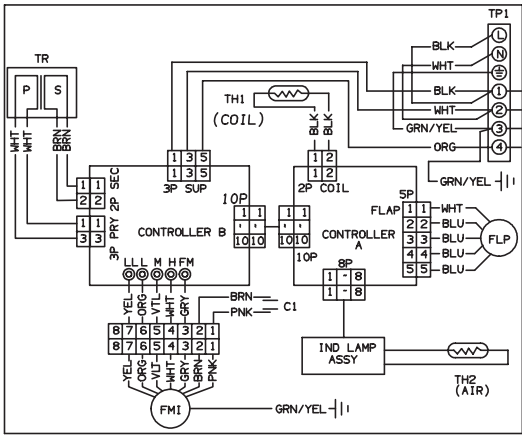 TP1
L
BLK
N
TR
WHT
P S
1
BLK
TH1
(COIL)
2
WHT
BLK
BLK
GRN/YEL
3
WHT
WHT
BRN
BRN
ORG
4
1 3 5
1 3 5
1 2
1 2
3P SUP
2P COIL
GRN/YEL
1 1
2 2
2P SEC
10P
5P
1 1
3 3
3P PRY
1 1
' '
10 10
1 1
' '
10 10
FLAP
1 1
2 2
3 3
4 4
5 5
WHT
BLU
BLU
BLU
BLU
FLP
CONTROLLER B
CONTROLLER
A
10P
8P
LL L M H FM
1 - 8
1 - 8
YEL
ORG
VTL
WHT
GRY
BRN
C1
PNK
8 7 6 5 4 3 2 1
8 7 6 5 4 3 2 1
IND LAMP
ASSY
YEL
ORG
VLT
WHT
GRY
BRN
PNK
TH2
(AIR)
FMI
GRN/YEL